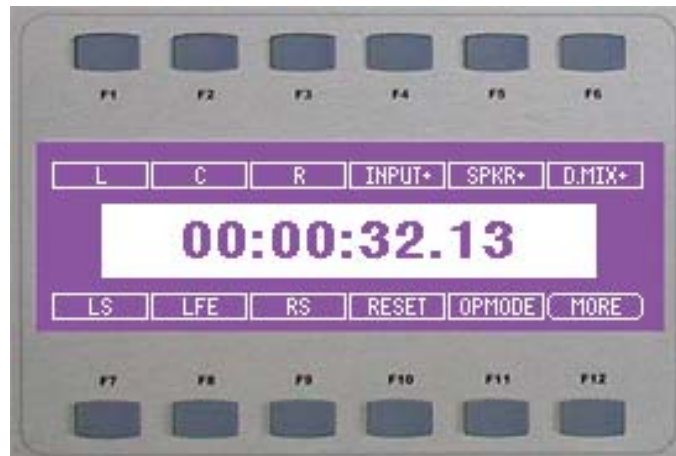 F1 F2 F3 F4 F5 F6
L C R INPUT+ SPKR+ D.MIX+
00:00:32.13
LS LFE RS RESET OPMODE MORE
F7 F8 F9 F10 F11 F12